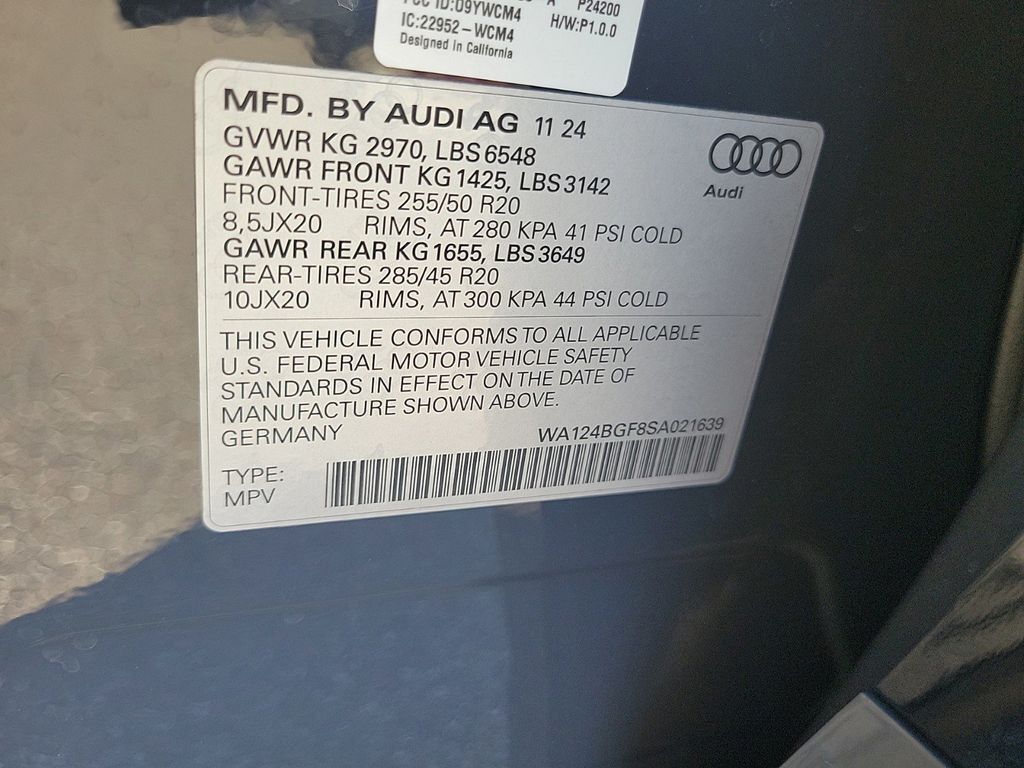 ID:09YWCM4
A P24200
IC:22952-WCM4
H/W:P1.0.0
Designed in California
MFD. BY AUDI AG 11 24
GVWR KG 2970, LBS 6548
GAWR FRONT KG 1425, LBS 3142
FRONT-TIRES 255/50 R20
8,5JX20 RIMS, AT 280 KPA 41 PSI COLD
GAWR REAR KG 1655, LBS 3649
REAR-TIRES 285/45 R20
10JX20 RIMS, AT 300 KPA 44 PSI COLD
Audi
THIS VEHICLE CONFORMS TO ALL APPLICABLE
U.S. FEDERAL MOTOR VEHICLE SAFETY
STANDARDS IN EFFECT ON THE DATE OF
MANUFACTURE SHOWN ABOVE.
GERMANY WA124BGF8SA021639
TYPE:
MPV